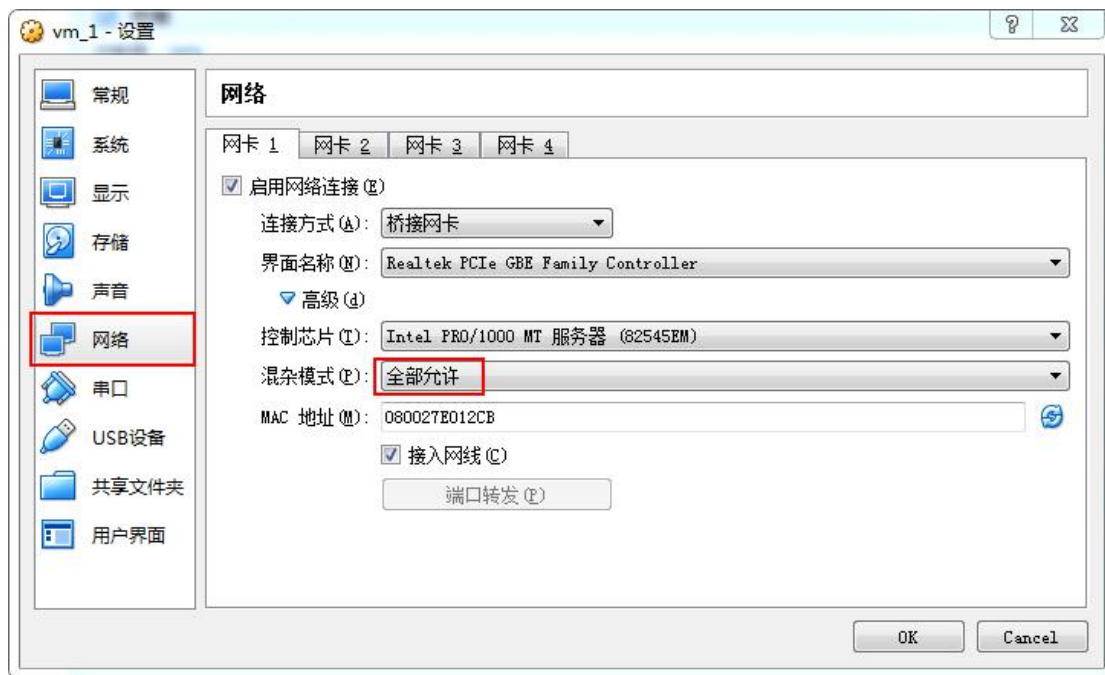 vm_1 - 设置
常规
系统
显示
存储
声音
网络
串口
USB设备
共享文件夹
用户界面
网络
网卡 1 网卡 2 网卡 3 网卡 4
启用网络连接(E)
连接方式(A): 桥接网卡
界面名称(N): Realtek PCIe GBE Family Controller
高级(d)
控制芯片(T): Intel PRO/1000 MT 服务器 (82545EM)
混杂模式(P): 全部允许
MAC 地址(M): 080027E012CB
接入网线(C)
端口转发(P)
OK Cancel